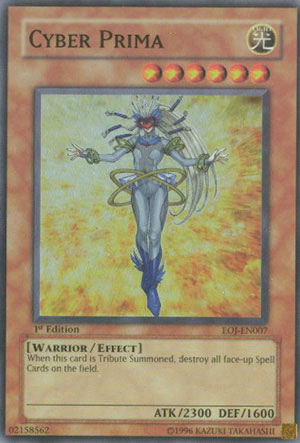 CYBER PRIMA
LIGHT
光
1st Edition
EOJ-EN007
[WARRIOR/EFFECT]
When this card is Tribute Summoned, destroy all face-up Spell
Cards on the field.
ATK/2300 DEF/1600
02158562
©1996 KAZUKI TAKAHASHI